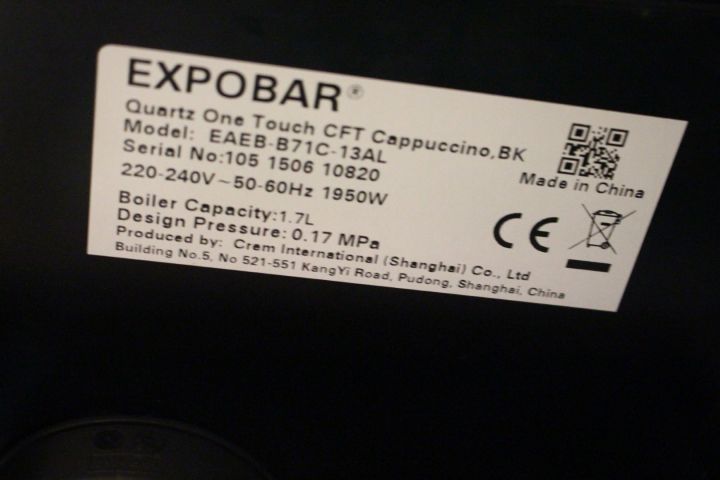 EXPOBAR®
Quartz One Touch CFT Cappuccino,BK
Model: EAEB-B71C-13AL
Serial No:105 1506 10820
220-240V~50-60Hz 1950W
Made in China
Boiler Capacity:1.7L
Design Pressure: 0.17 MPa
CE
Produced by: Crem International (Shanghai) Co., Ltd
Building No.5, No 521-551 KangYi Road, Pudong, Shanghai, China